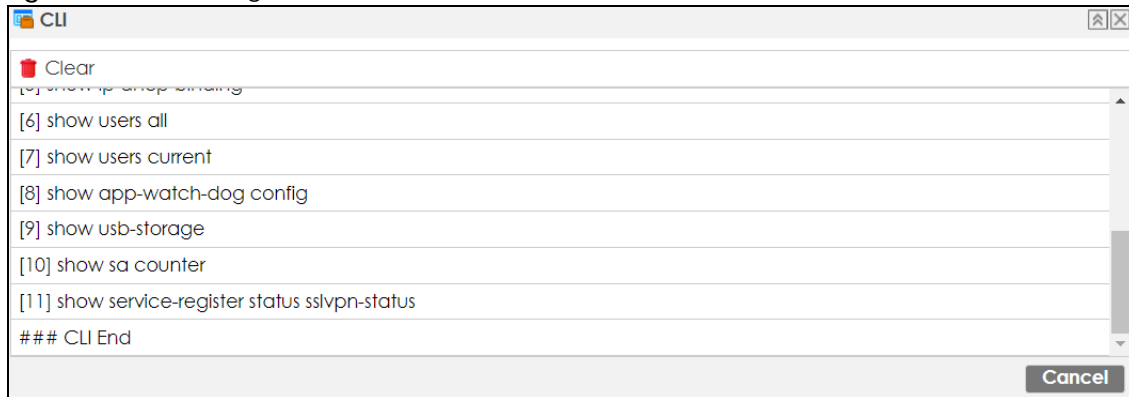 CLI
Clear
[6] show users all
[7] show users current
[8] show app-watch-dog config
[9] show usb-storage
[10] show sa counter
[11] show service-register status sslvpn-status
### CLI End
Cancel